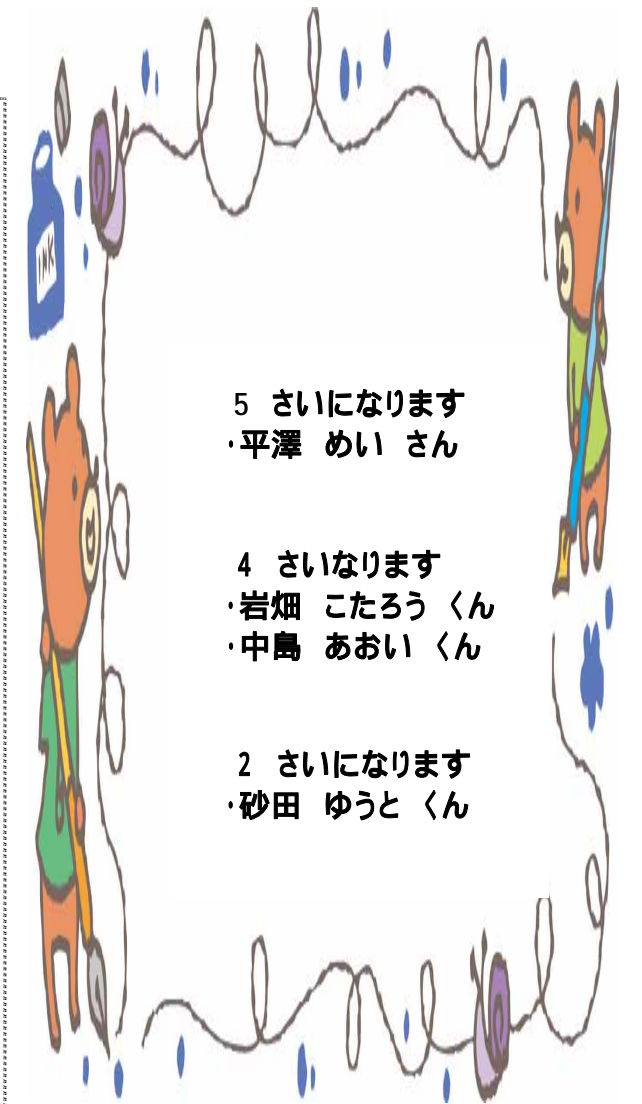 INK
5 さいになります
・平澤 めい さん
4 さいなります
・岩畑 こたろう くん
・中島 あおい くん
2 さいになります
・砂田 ゆうと くん